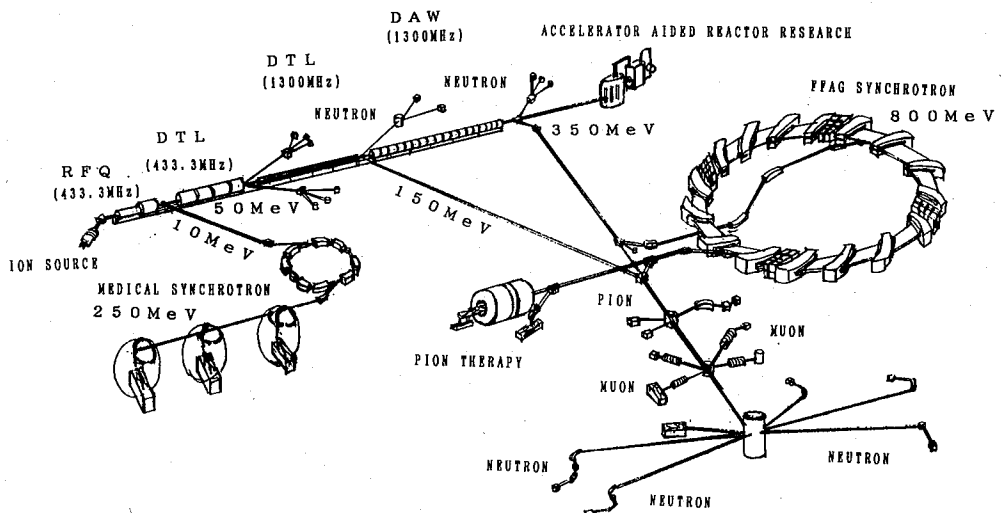 DAW
(1300MHz)
ACCELERATOR AIDED REACTOR RESEARCH
DTL
(1300MHz)
NEUTRON
NEUTRON
FFAG SYNCHROTRON
800MeV
350MeV
DTL
(433.3MHz)
RFQ
(433.3MHz)
50MeV
150MeV
10MeV
ION SOURCE
MEDICAL SYNCHROTRON
250MeV
PION
MUON
PION THERAPY
MUON
NEUTRON
NEUTRON
NEUTRON